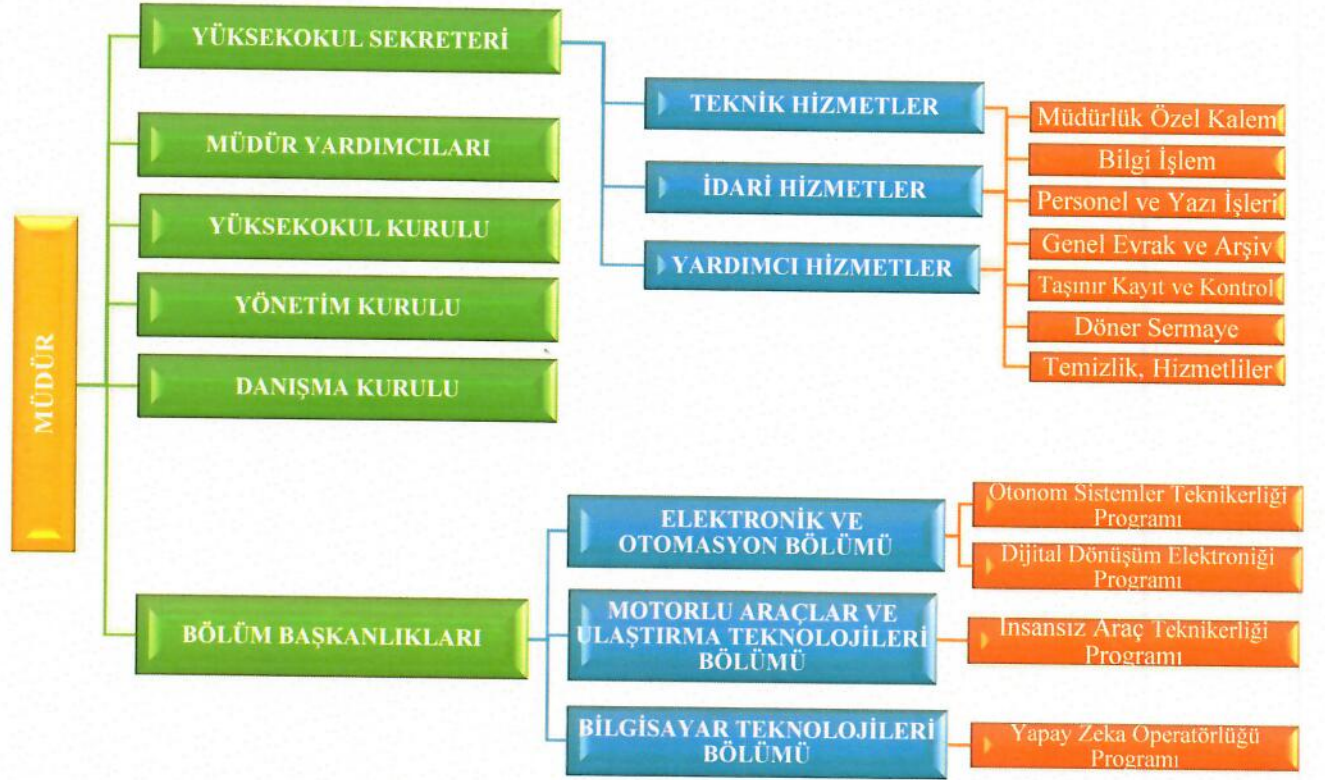 MÜDÜR
YÜKSEKOKUL SEKRETERİ
MÜDÜR YARDIMCILARI
YÜKSEKOKUL KURULU
YÖNETİM KURULU
DANIŞMA KURULU
BÖLÜM BAŞKANLIKLARI
TEKNİK HİZMETLER
İDARİ HİZMETLER
YARDIMCI HİZMETLER
Müdürlük Özel Kalem
Bilgi İşlem
Personel ve Yazı İşleri
Genel Evrak ve Arşiv
Taşınır Kayıt ve Kontrol
Döner Sermaye
Temizlik, Hizmetliler
ELEKTRONİK VE
OTOMASYON BÖLÜMÜ
Otonom Sistemler Teknikerliği
Programı
Dijital Dönüşüm Elektroniği
Programı
MOTORLU ARAÇLAR VE
ULAŞTIRMA TEKNOLOJİLERİ
BÖLÜMÜ
İnsansız Araç Teknikerliği
Programı
BİLGİSAYAR TEKNOLOJİLERİ
BÖLÜMÜ
Yapay Zeka Operatörlüğü
Programı